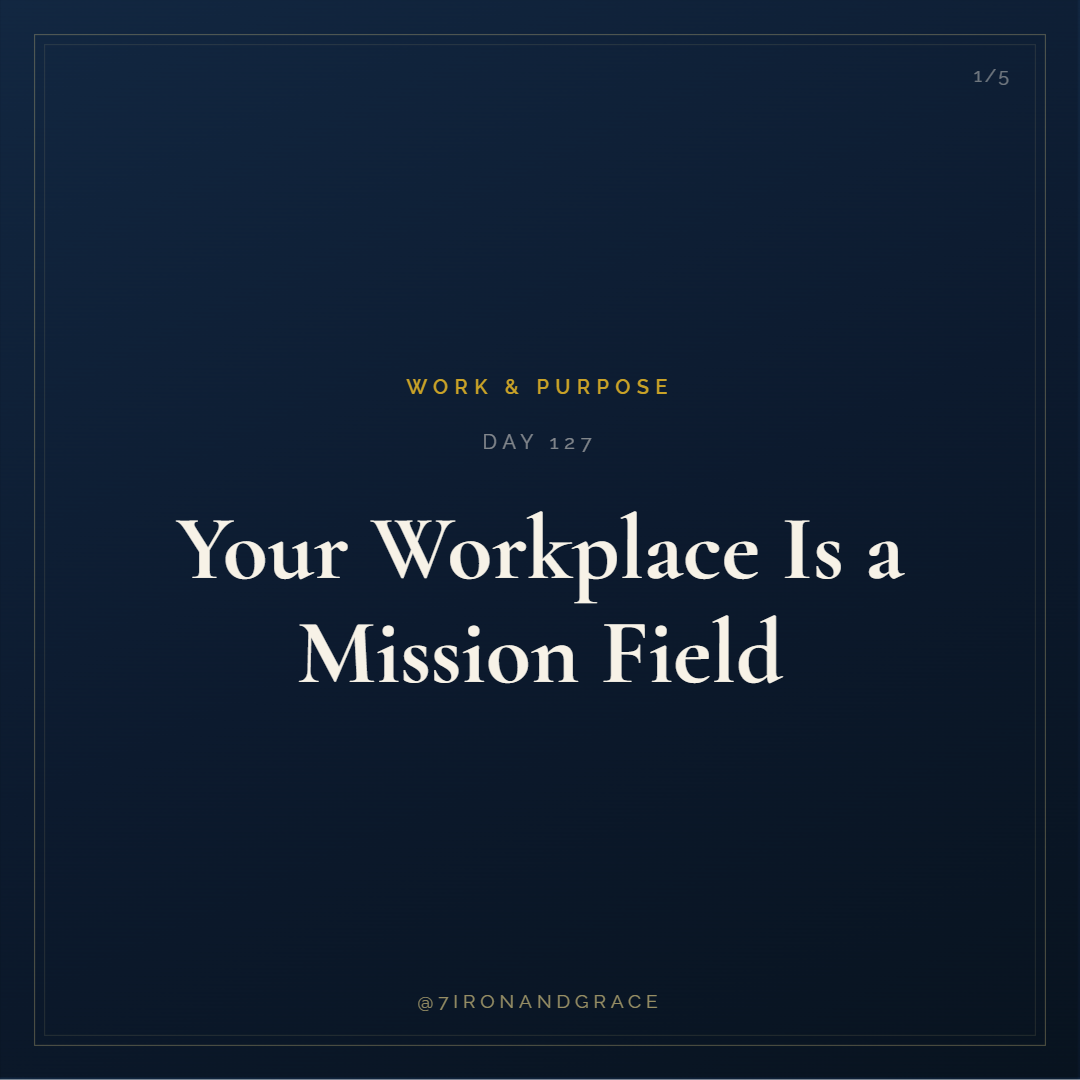 1/5
WORK & PURPOSE
DAY 127
Your Workplace Is a
Mission Field
@7IRONANDGRACE